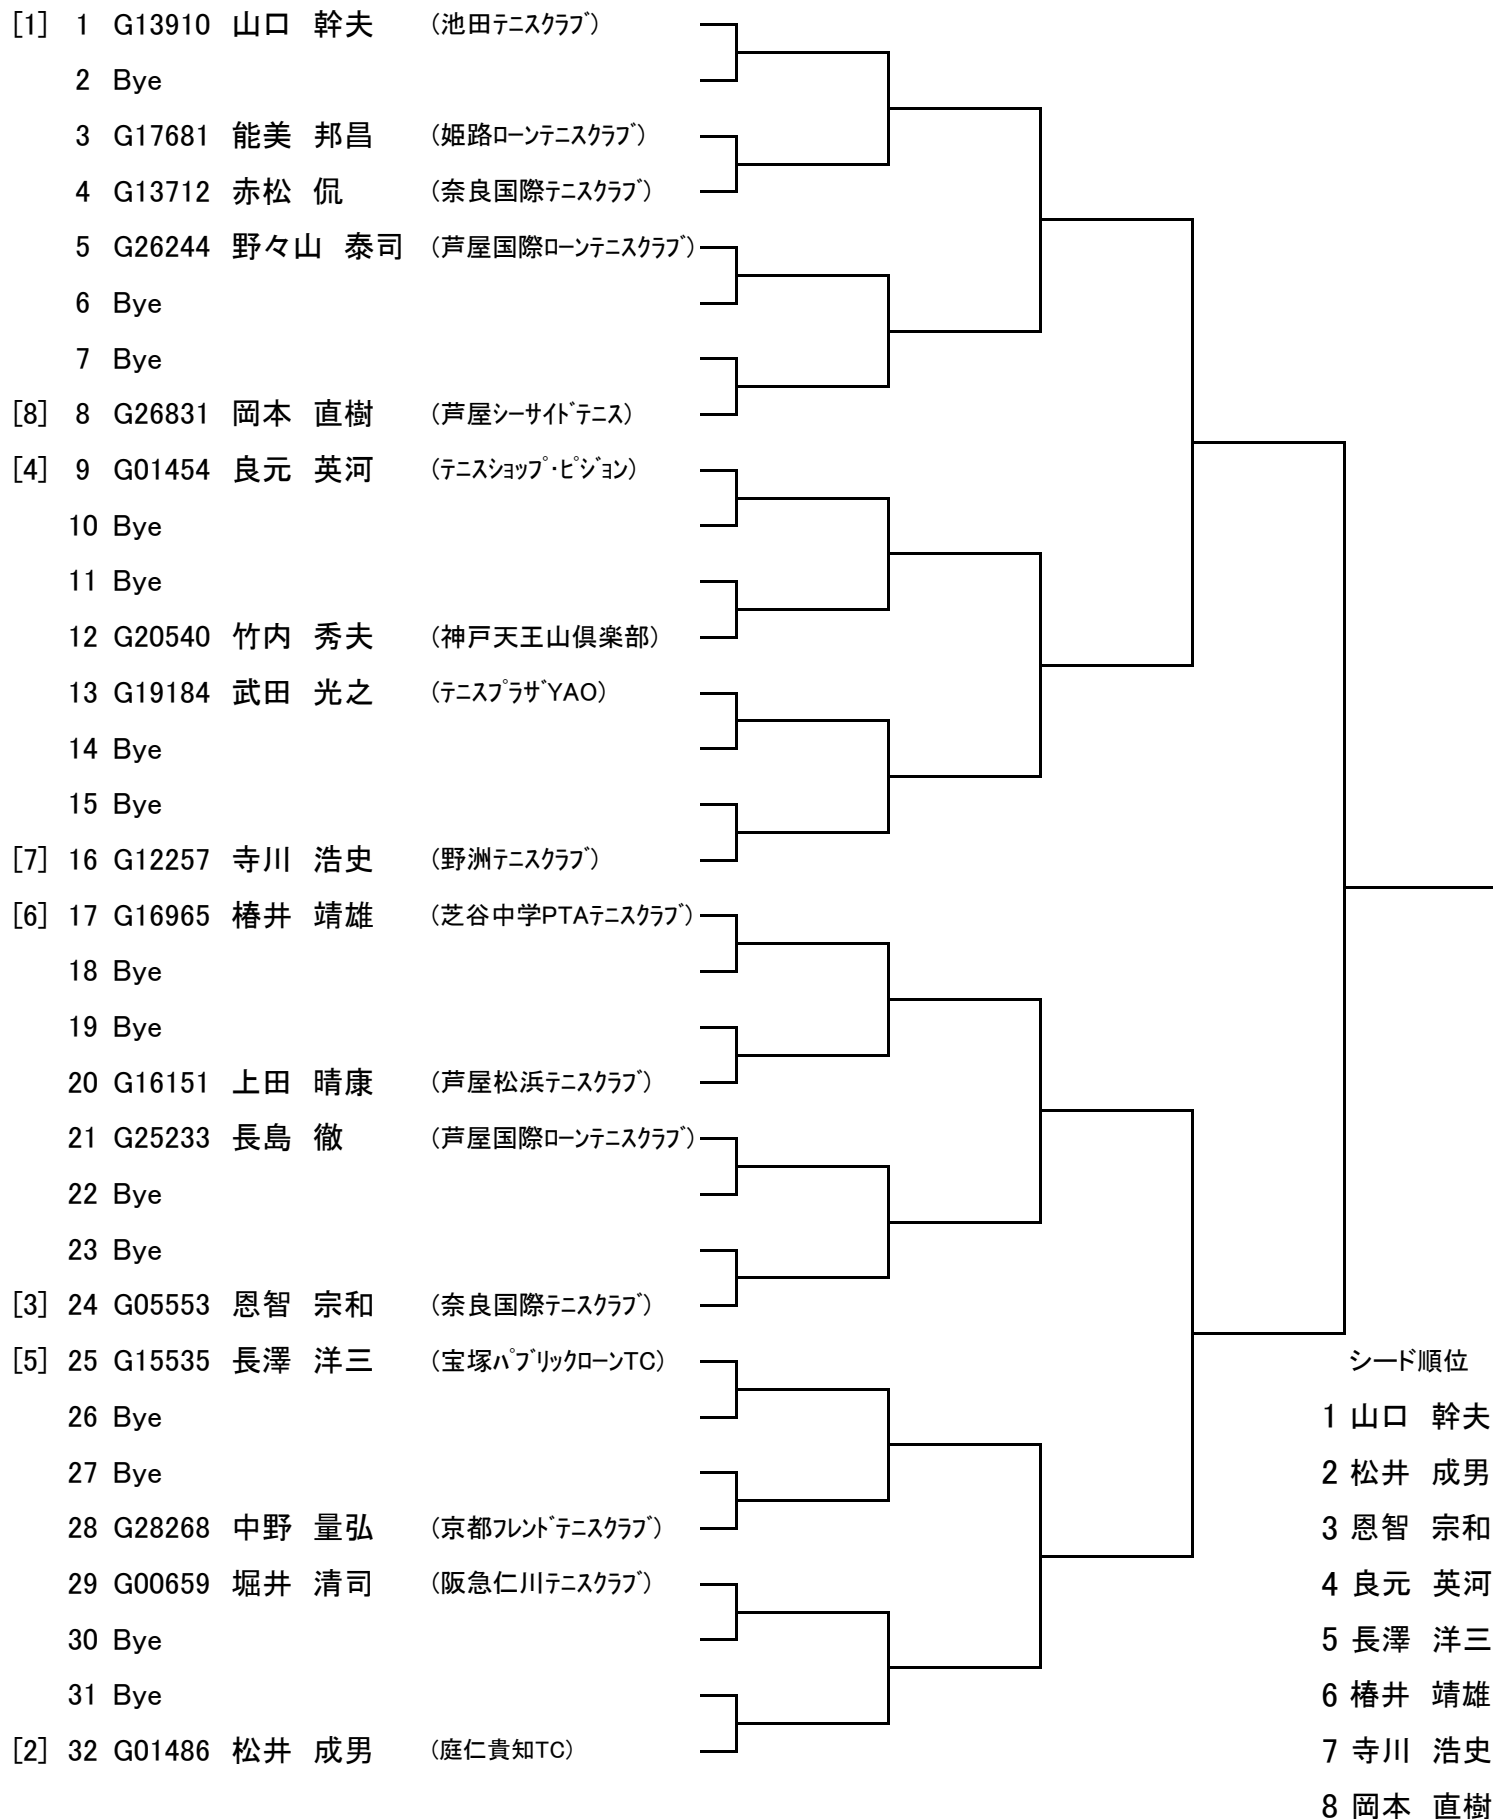 [1] 1 G13910 山口 幹夫 (池田ﾃﾆｽｸﾗﾌﾞ)
2 Bye
3 G17681 能美 邦昌 (姫路ﾛｰﾝﾃﾆｽｸﾗﾌﾞ)
4 G13712 赤松 侃 (奈良国際ﾃﾆｽｸﾗﾌﾞ)
5 G26244 野々山 泰司 (芦屋国際ﾛｰﾝﾃﾆｽｸﾗﾌﾞ)
6 Bye
7 Bye
[8] 8 G26831 岡本 直樹 (芦屋ｼｰｻｲﾄﾞﾃﾆｽ)
[4] 9 G01454 良元 英河 (ﾃﾆｽｼｮｯﾌﾟ･ﾋﾟｼﾞｮﾝ)
10 Bye
11 Bye
12 G20540 竹内 秀夫 (神戸天王山倶楽部)
13 G19184 武田 光之 (ﾃﾆｽﾌﾟﾗｻﾞYAO)
14 Bye
15 Bye
[7] 16 G12257 寺川 浩史 (野洲ﾃﾆｽｸﾗﾌﾞ)
[6] 17 G16965 椿井 靖雄 (芝谷中学PTAﾃﾆｽｸﾗﾌﾞ)
18 Bye
19 Bye
20 G16151 上田 晴康 (芦屋松浜ﾃﾆｽｸﾗﾌﾞ)
21 G25233 長島 徹 (芦屋国際ﾛｰﾝﾃﾆｽｸﾗﾌﾞ)
22 Bye
23 Bye
[3] 24 G05553 恩智 宗和 (奈良国際ﾃﾆｽｸﾗﾌﾞ)
[5] 25 G15535 長澤 洋三 (宝塚ﾊﾟﾌﾞﾘｯｸﾛｰﾝTC)
26 Bye
27 Bye
28 G28268 中野 量弘 (京都ﾌﾚﾝﾄﾞﾃﾆｽｸﾗﾌﾞ)
29 G00659 堀井 清司 (阪急仁川ﾃﾆｽｸﾗﾌﾞ)
30 Bye
31 Bye
[2] 32 G01486 松井 成男 (庭仁貴知TC)
シード順位
1 山口 幹夫
2 松井 成男
3 恩智 宗和
4 良元 英河
5 長澤 洋三
6 椿井 靖雄
7 寺川 浩史
8 岡本 直樹